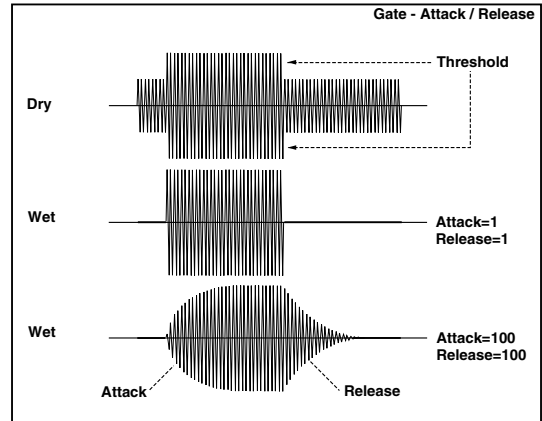 Gate - Attack / Release
Threshold
Dry
Wet
Attack=1
Release=1
Wet
Attack=100
Release=100
Attack
Release